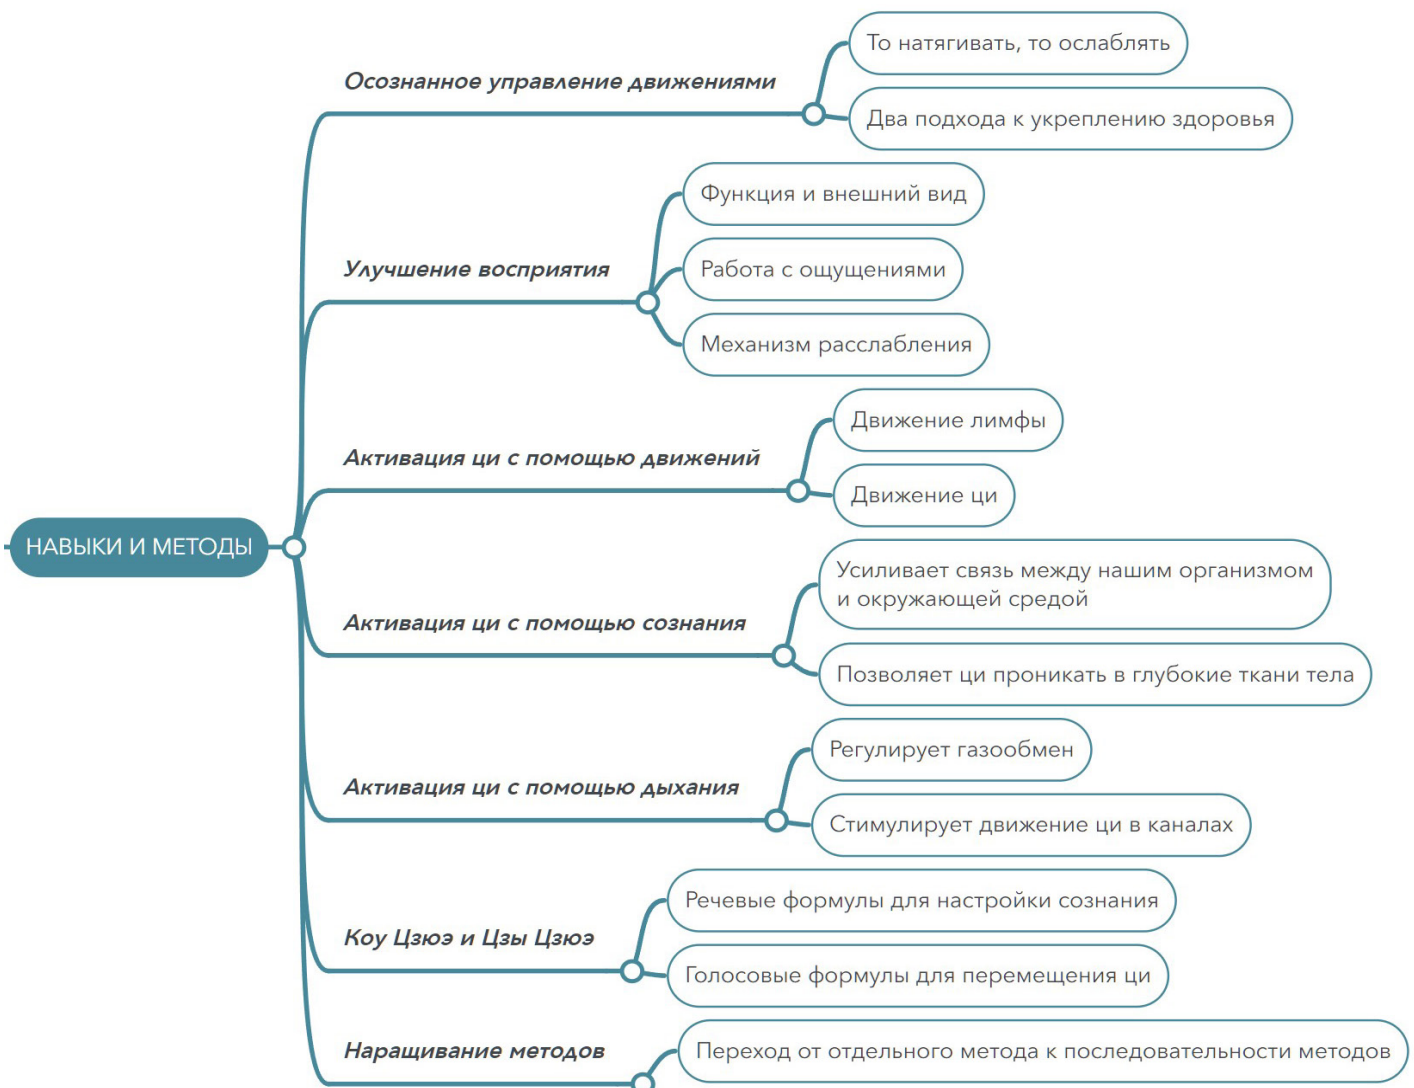 НАВЫКИ И МЕТОДЫ
Осознанное управление движениями
То натягивать, то ослаблять
Два подхода к укреплению здоровья
Улучшение восприятия
Функция и внешний вид
Работа с ощущениями
Механизм расслабления
Активация ци с помощью движений
Движение лимфы
Движение ци
Активация ци с помощью сознания
Усиливает связь между нашим организмом
и окружающей средой
Позволяет ци проникать в глубокие ткани тела
Активация ци с помощью дыхания
Регулирует газообмен
Стимулирует движение ци в каналах
Коу Цзюэ и Цзы Цзюэ
Речевые формулы для настройки сознания
Голосовые формулы для перемещения ци
Наращивание методов
Переход от отдельного метода к последовательности методов